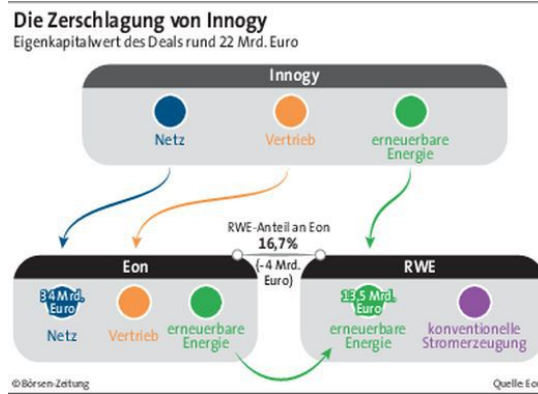 Die Zerschlagung von Innogy
Eigenkapitalwert des Deals rund 22 Mrd. Euro
Innogy
Netz
Vertrieb
erneuerbare
Energie
RWE-Anteil an Eon
16,7%
(-4 Mrd.
Euro)
Eon
34 Mrd.
Euro
Netz
Vertrieb
erneuerbare
Energie
RWE
13,5 Mrd.
Euro
erneuerbare
Energie
konventionelle
Stromerzeugung
© Börsen-Zeitung
Quelle: Eon